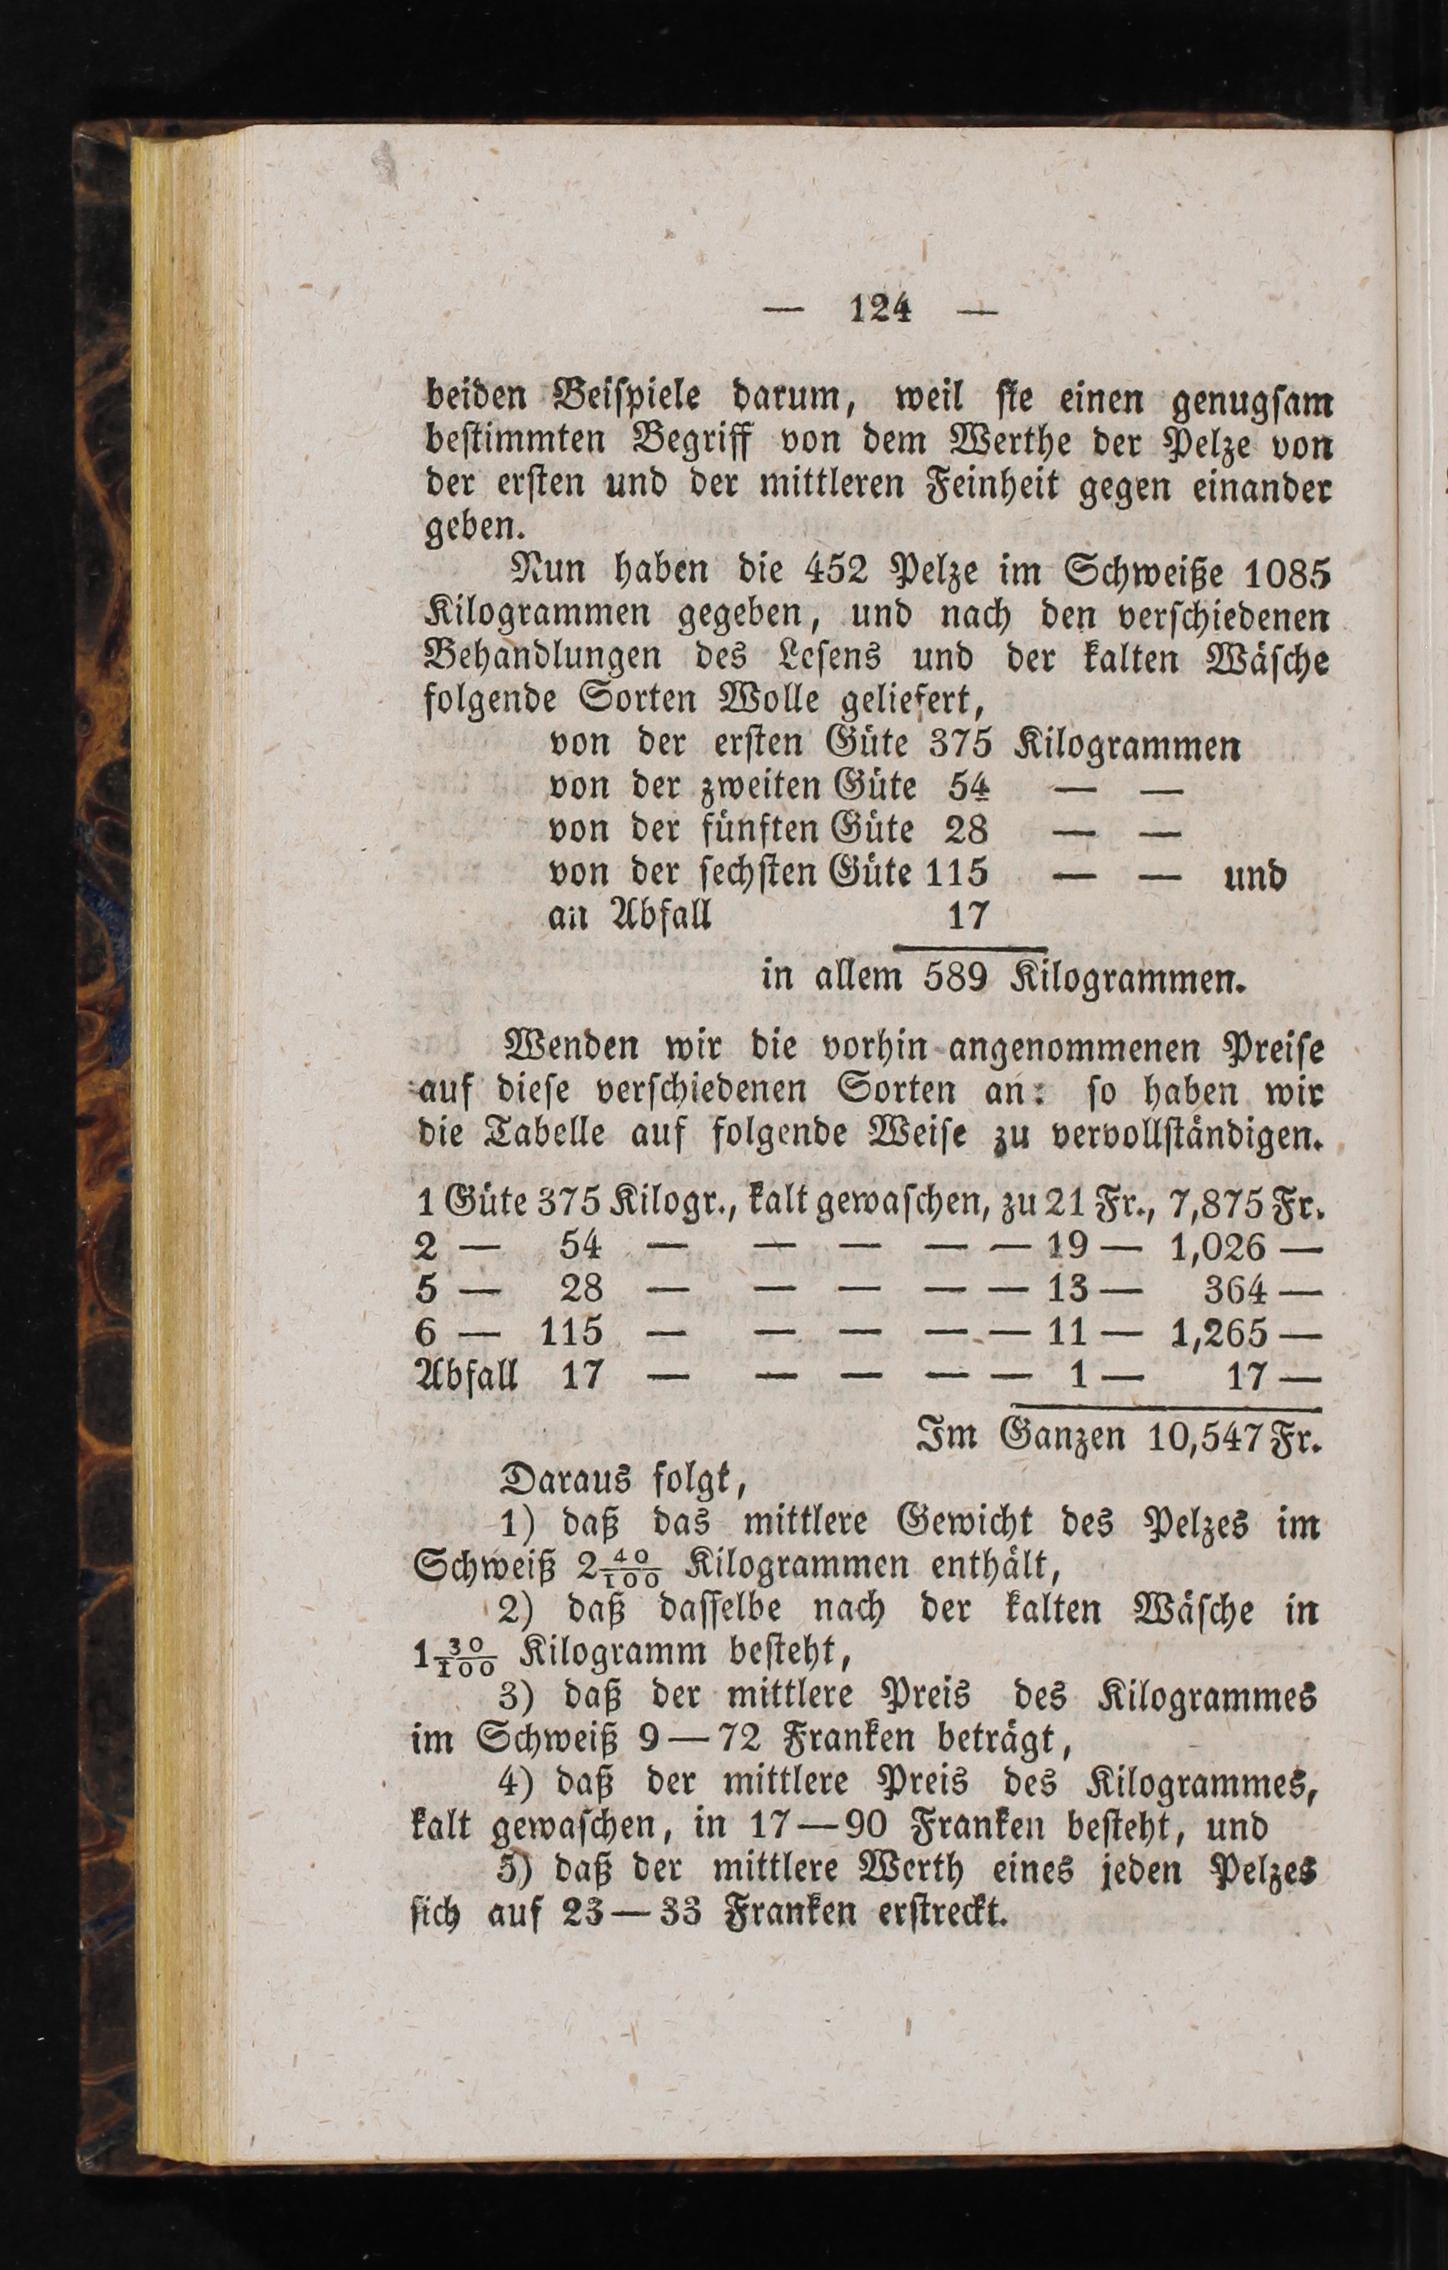 — 124 —
beiden Beiſpiele darum, weil ſie einen genugſam
beſtimmten Begriff von dem Werthe der Pelze von
der erſten und der mittleren Feinheit gegen einander
geben.
Nun haben die 452 Pelze im Schweiße 1085
Kilogrammen gegeben, und nach den verſchiedenen
Behandlungen des Leſens und der kalten Wäſche
folgende Sorten Wolle geliefert,
von der erſten Güte 375 Kilogrammen
von der zweiten Güte 54 — —
von der fünften Güte 28 — —
von der ſechſten Güte 115 — — und
an Abfall 17
in allem 589 Kilogrammen.
Wenden wir die vorhin angenommenen Preiſe
auf dieſe verſchiedenen Sorten an: ſo haben wir
die Tabelle auf folgende Weiſe zu vervollſtändigen.
1 Güte 375 Kilogr., kalt gewaſchen, zu 21 Fr., 7,875 Fr.
2 — 54 — — — — — 19 — 1,026 —
5 — 28 — — — — — 13 — 364 —
6 — 115 — — — — — 11 — 1,265 —
Abfall 17 — — — — — 1 — 17 —
Im Ganzen 10,547 Fr.
Daraus folgt,
1) daß das mittlere Gewicht des Pelzes im
Schweiß 2 40/100 Kilogrammen enthält,
2) daß daſſelbe nach der kalten Wäſche in
1 30/100 Kilogramm beſteht,
3) daß der mittlere Preis des Kilogrammes
im Schweiß 9—72 Franken beträgt,
4) daß der mittlere Preis des Kilogrammes,
kalt gewaſchen, in 17—90 Franken beſteht, und
5) daß der mittlere Werth eines jeden Pelzes
ſich auf 23—33 Franken erſtreckt.